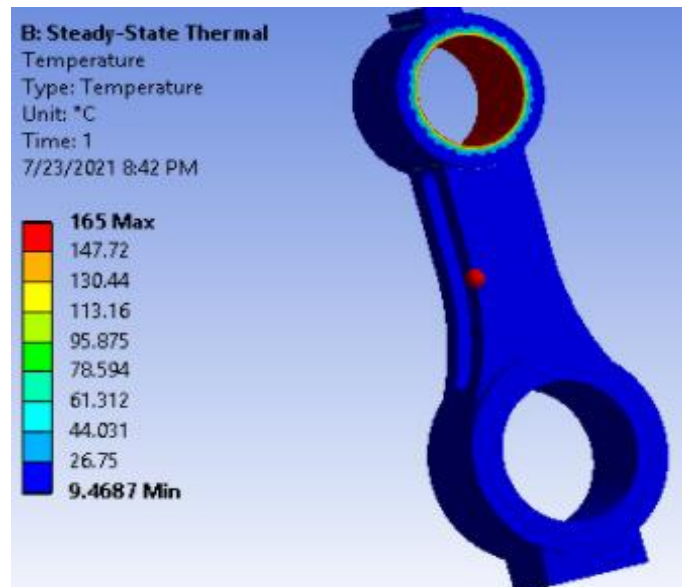 B: Steady-State Thermal
Temperature
Type: Temperature
Unit: °C
Time: 1
7/23/2021 8:42 PM
165 Max
147.72
130.44
113.16
95.875
78.594
61.312
44.031
26.75
9.4687 Min